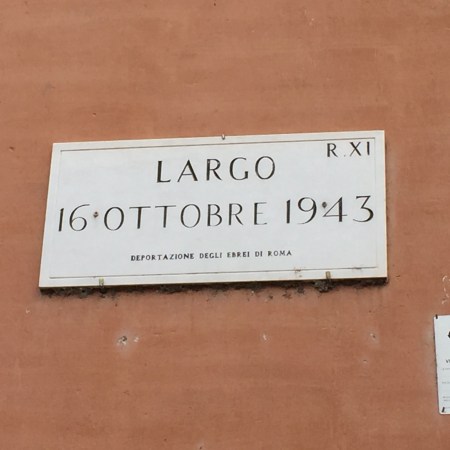 R.XI
LARGO
16 OTTOBRE 1943
DEPORTAZIONE DEGLI EBREI DI ROMA